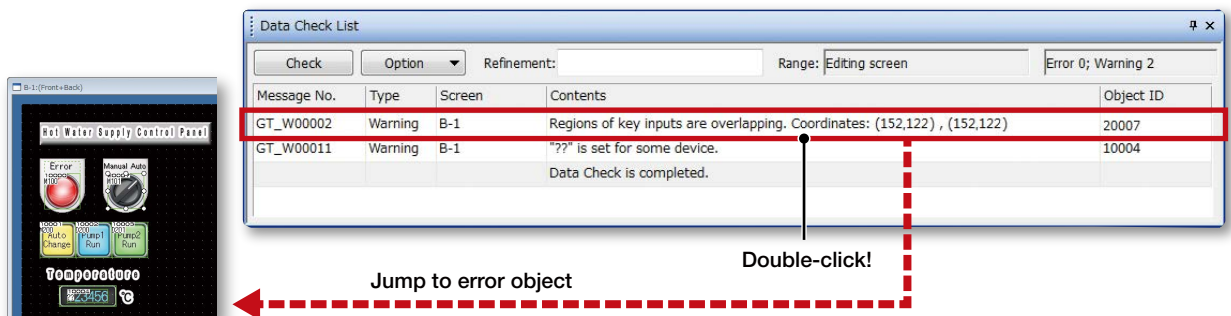 Data Check List
Check
Option
Refinement:
Range: Editing screen
Error 0; Warning 2
Message No. Type Screen Contents Object ID
GT_W00002 Warning B-1 Regions of key inputs are overlapping. Coordinates: (152,122) , (152,122) 20007
GT_W00011 Warning B-1 "??" is set for some device. 10004
Data Check is completed.
Double-click!
Jump to error object
B-1:(Front+Back)
Hot Water Supply Control Panel
Error
M100
Manual Auto
M101
Auto
Change
Pump1
Run
Pump2
Run
Temperature
123456 ℃